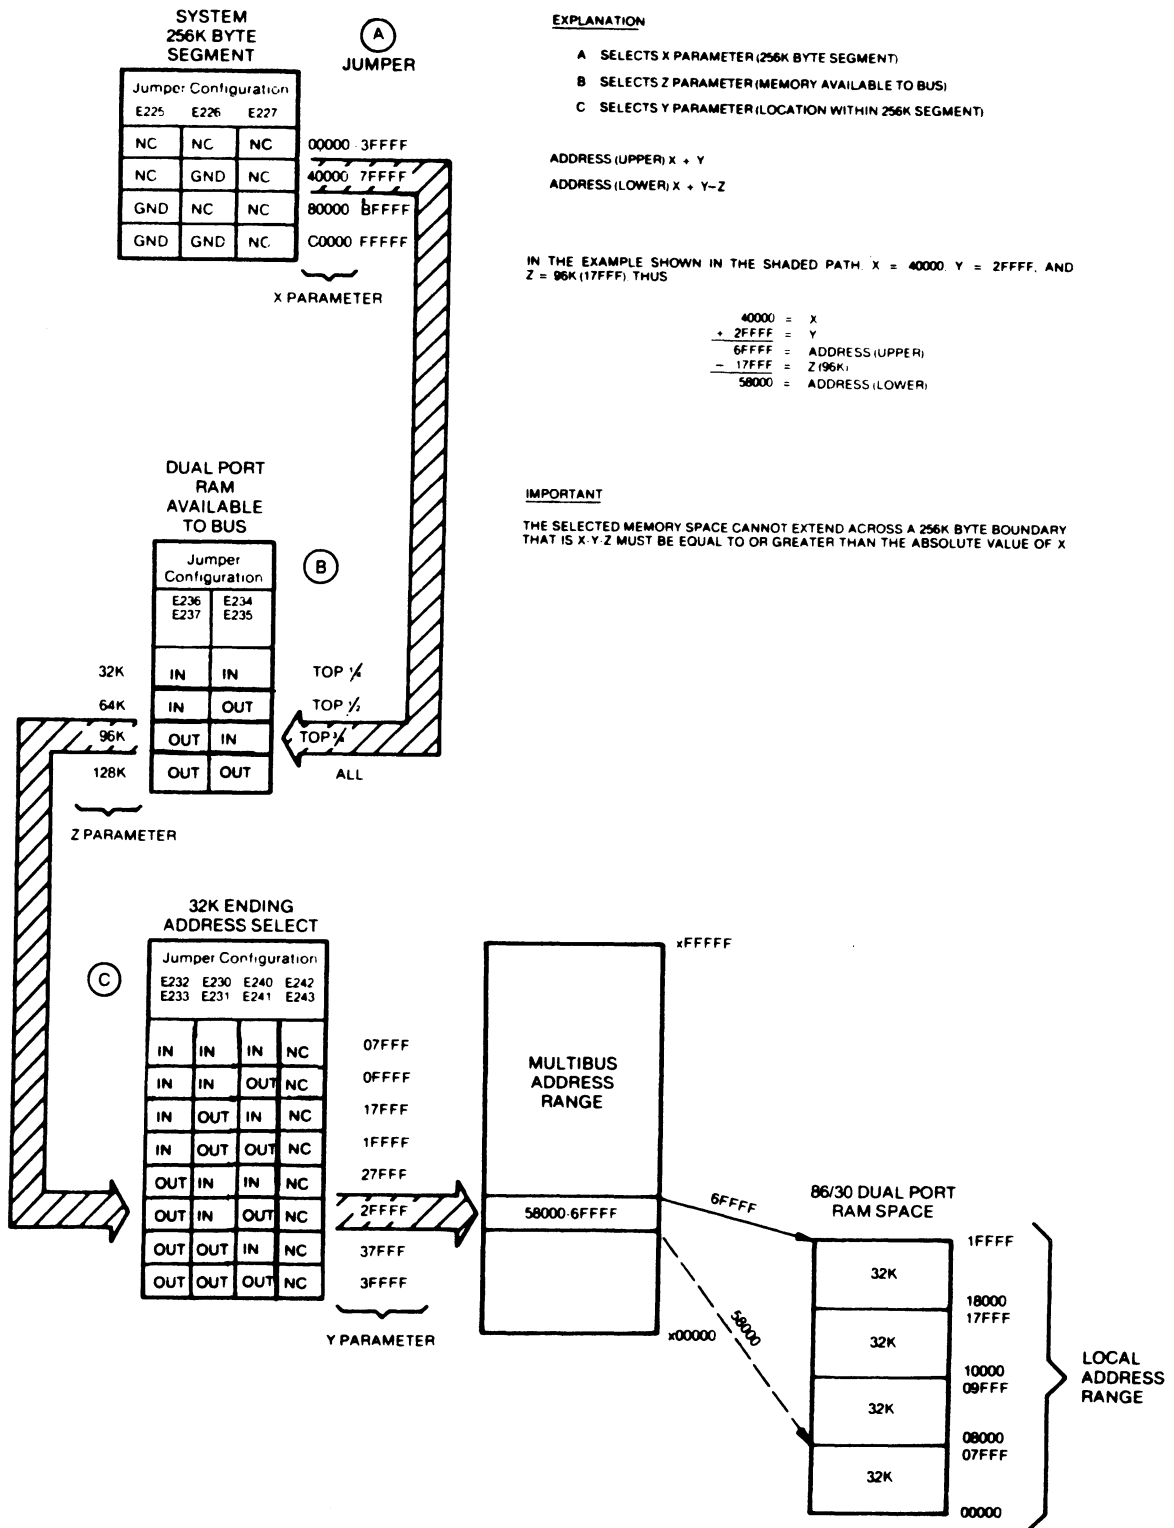 SYSTEM
256K BYTE
SEGMENT
A
JUMPER
Jumper Configuration
E225 E226 E227
NC NC NC 00000 3FFFF
NC GND NC 40000 7FFFF
GND NC NC 80000 BFFFF
GND GND NC C0000 FFFFF
X PARAMETER
EXPLANATION
A SELECTS X PARAMETER (256K BYTE SEGMENT)
B SELECTS Z PARAMETER (MEMORY AVAILABLE TO BUS)
C SELECTS Y PARAMETER (LOCATION WITHIN 256K SEGMENT)
ADDRESS (UPPER) X + Y
ADDRESS (LOWER) X + Y-Z
IN THE EXAMPLE SHOWN IN THE SHADED PATH. X = 40000. Y = 2FFFF, AND
Z = 96K (17FFF). THUS
40000 = X
+ 2FFFF = Y
6FFFF = ADDRESS (UPPER)
- 17FFF = Z (96K)
58000 = ADDRESS (LOWER)
IMPORTANT
THE SELECTED MEMORY SPACE CANNOT EXTEND ACROSS A 256K BYTE BOUNDARY
THAT IS X-Y-Z MUST BE EQUAL TO OR GREATER THAN THE ABSOLUTE VALUE OF X
DUAL PORT
RAM
AVAILABLE
TO BUS
B
Jumper
Configuration
E236 E234
E237 E235
32K IN IN TOP 1/4
64K IN OUT TOP 1/2
96K OUT IN TOP 3/4
128K OUT OUT ALL
Z PARAMETER
32K ENDING
ADDRESS SELECT
C
Jumper Configuration
E232 E230 E240 E242
E233 E231 E241 E243
IN IN IN NC 07FFF
IN IN OUT NC 0FFFF
IN OUT IN NC 17FFF
IN OUT OUT NC 1FFFF
OUT IN IN NC 27FFF
OUT IN OUT NC 2FFFF
OUT OUT IN NC 37FFF
OUT OUT OUT NC 3FFFF
Y PARAMETER
xFFFFF
MULTIBUS
ADDRESS
RANGE
58000-6FFFF
x00000
6FFFF
58000
86/30 DUAL PORT
RAM SPACE
1FFFF
32K
18000
17FFF
32K
10000
09FFF
32K
08000
07FFF
32K
00000
LOCAL
ADDRESS
RANGE